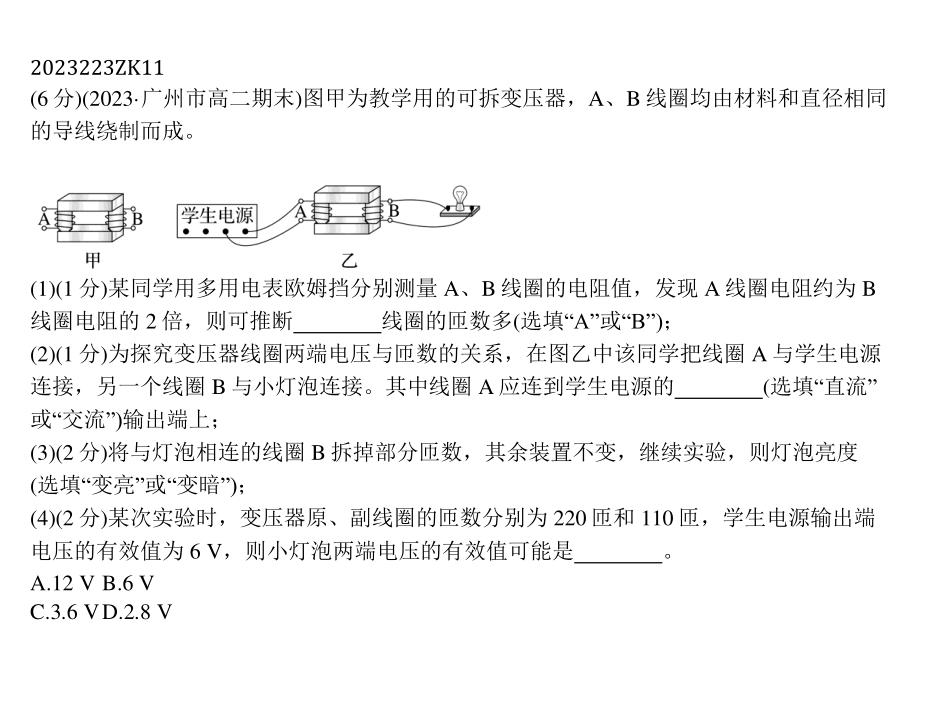 2023223ZK11
(6 分)(2023·广州市高二期末)图甲为教学用的可拆变压器，A、B 线圈均由材料和直径相同
的导线绕制而成。
A B 学生电源 A B
甲 乙
(1)(1 分)某同学用多用电表欧姆挡分别测量 A、B 线圈的电阻值，发现 A 线圈电阻约为 B
线圈电阻的 2 倍，则可推断________线圈的匝数多(选填“A”或“B”)；
(2)(1 分)为探究变压器线圈两端电压与匝数的关系，在图乙中该同学把线圈 A 与学生电源
连接，另一个线圈 B 与小灯泡连接。其中线圈 A 应连到学生电源的________(选填“直流”
或“交流”)输出端上；
(3)(2 分)将与灯泡相连的线圈 B 拆掉部分匝数，其余装置不变，继续实验，则灯泡亮度
(选填“变亮”或“变暗”)；
(4)(2 分)某次实验时，变压器原、副线圈的匝数分别为 220 匝和 110 匝，学生电源输出端
电压的有效值为 6 V，则小灯泡两端电压的有效值可能是________。
A.12 V B.6 V
C.3.6 V D.2.8 V